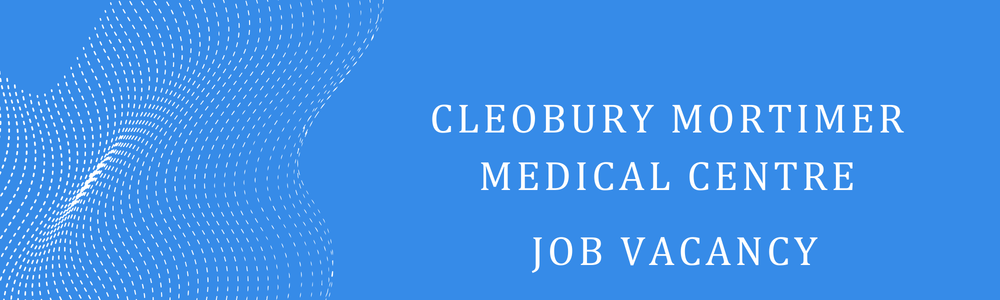 CLEOBURY MORTIMER
MEDICAL CENTRE
JOB VACANCY